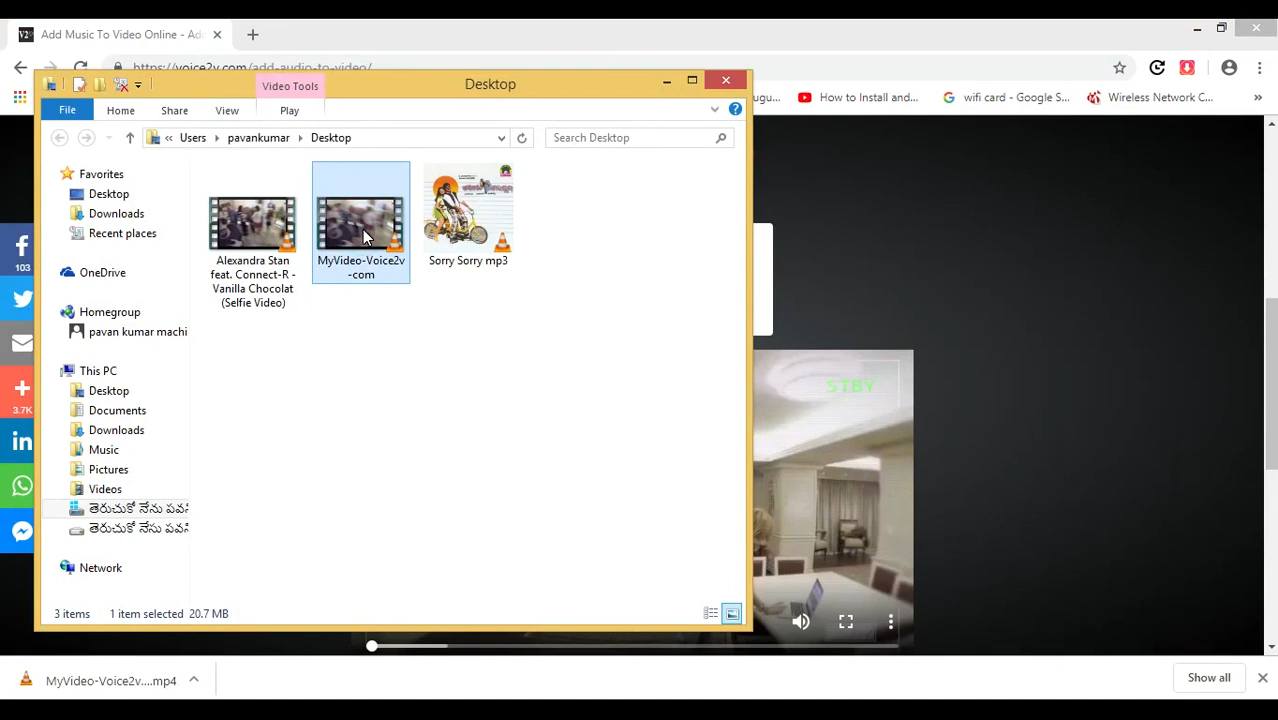 Add Music To Video Online - Ad
https://voice2v.com/add-audio-to-video/
ugu...
How to Install and...
wifi card - Google S...
Wireless Network C...
Video Tools
Desktop
File
Home
Share
View
Play
Users
pavankumar
Desktop
Search Desktop
Favorites
Desktop
Downloads
Recent places
OneDrive
Homegroup
pavan kumar machi
This PC
Desktop
Documents
Downloads
Music
Pictures
Videos
తెరుచుకో నేను పవన
తెరుచుకో నేను పవన
Network
Alexandra Stan
feat. Connect-R -
Vanilla Chocolat
(Selfie Video)
MyVideo-Voice2v
-com
Sorry Sorry mp3
103
3.7K
STBY
3 items
1 item selected 20.7 MB
MyVideo-Voice2v....mp4
Show all